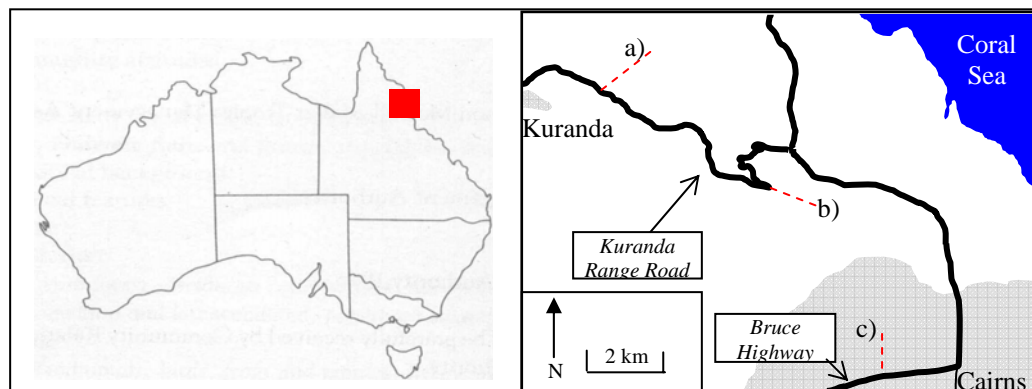 a)
Coral
Sea
Kuranda
b)
Kuranda
Range Road
c)
Bruce
Highway
N
2 km
Cairns